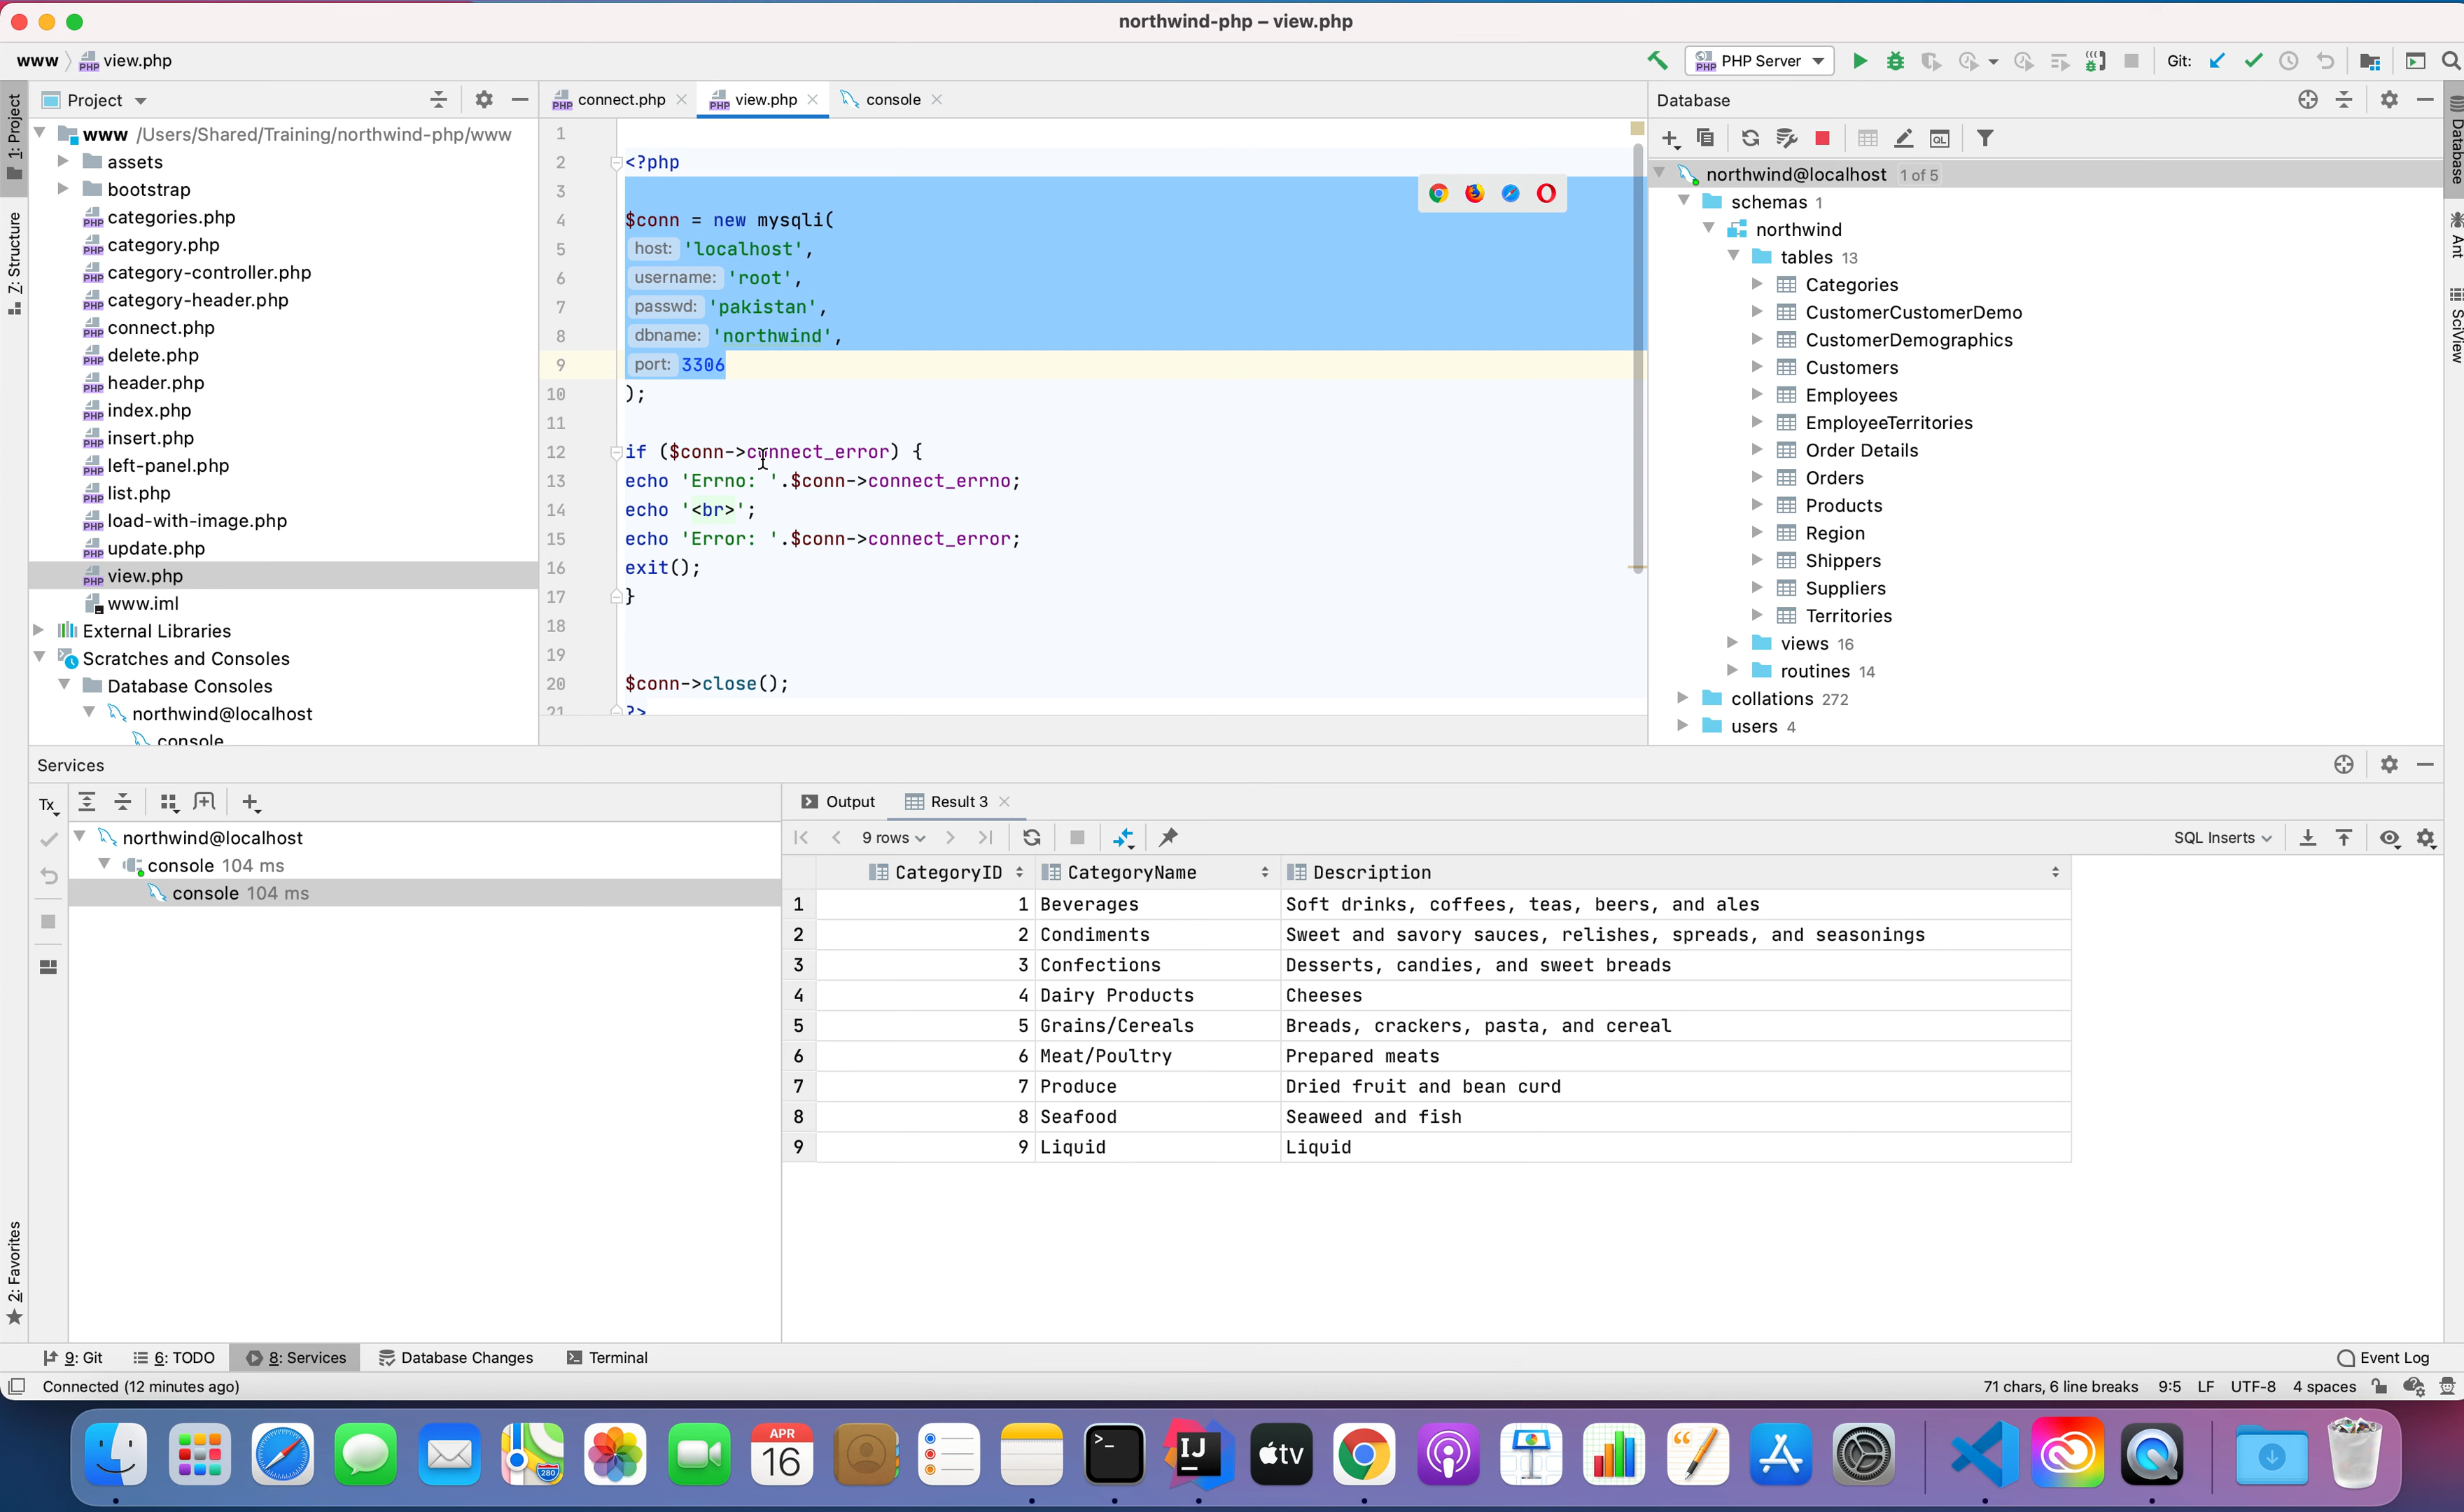 northwind-php – view.php
www view.php
PHP Server
Git:
1: Project
7: Structure
2: Favorites
Project
www /Users/Shared/Training/northwind-php/www
assets
bootstrap
categories.php
category.php
category-controller.php
category-header.php
connect.php
delete.php
header.php
index.php
insert.php
left-panel.php
list.php
load-with-image.php
update.php
view.php
www.iml
External Libraries
Scratches and Consoles
Database Consoles
northwind@localhost
console
connect.php view.php console
1
2 <?php
3
4 $conn = new mysqli(
5 host: 'localhost',
6 username: 'root',
7 passwd: 'pakistan',
8 dbname: 'northwind',
9 port: 3306
10 );
11
12 if ($conn->connect_error) {
13 echo 'Errno: '.$conn->connect_errno;
14 echo '<br>';
15 echo 'Error: '.$conn->connect_error;
16 exit();
17 }
18
19
20 $conn->close();
21 ?>
Database
northwind@localhost 1 of 5
schemas 1
northwind
tables 13
Categories
CustomerCustomerDemo
CustomerDemographics
Customers
Employees
EmployeeTerritories
Order Details
Orders
Products
Region
Shippers
Suppliers
Territories
views 16
routines 14
collations 272
users 4
Database
Ant
SciView
Services
Tx
northwind@localhost
console 104 ms
console 104 ms
Output Result 3
9 rows SQL Inserts
CategoryID CategoryName Description
1 1 Beverages Soft drinks, coffees, teas, beers, and ales
2 2 Condiments Sweet and savory sauces, relishes, spreads, and seasonings
3 3 Confections Desserts, candies, and sweet breads
4 4 Dairy Products Cheeses
5 5 Grains/Cereals Breads, crackers, pasta, and cereal
6 6 Meat/Poultry Prepared meats
7 7 Produce Dried fruit and bean curd
8 8 Seafood Seaweed and fish
9 9 Liquid Liquid
9: Git 6: TODO 8: Services Database Changes Terminal Event Log
Connected (12 minutes ago) 71 chars, 6 line breaks 9:5 LF UTF-8 4 spaces
APR
16
IJ
tv
280